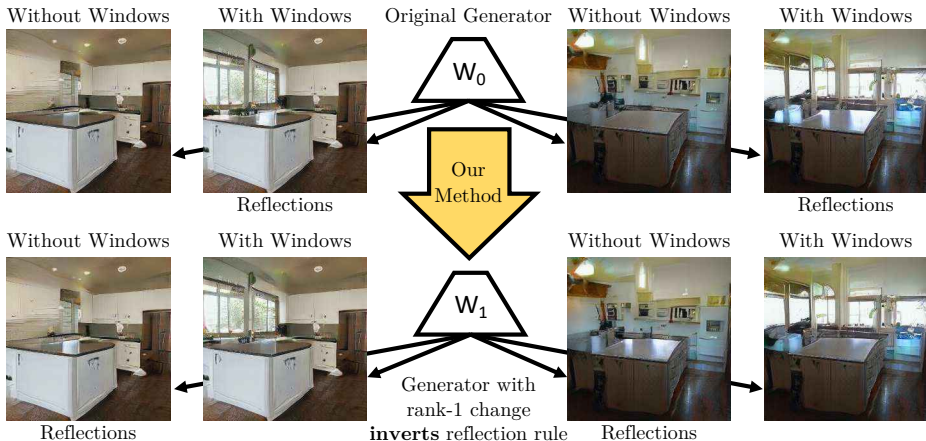 Without Windows
With Windows
Original Generator
Without Windows
With Windows
W0
Our
Method
Reflections
Reflections
Without Windows
With Windows
Without Windows
With Windows
W1
Generator with
rank-1 change
inverts reflection rule
Reflections
Reflections